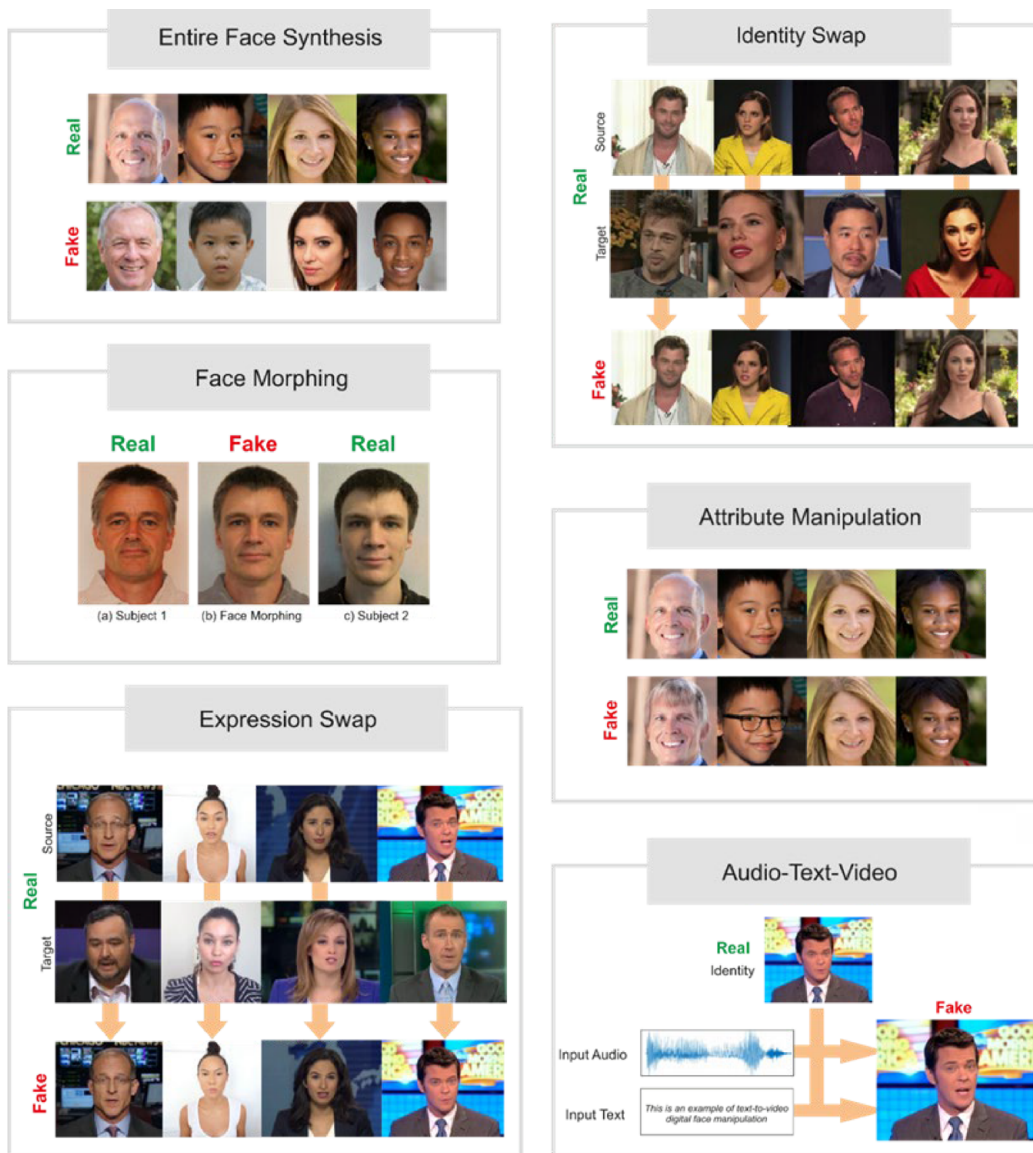 Entire Face Synthesis
Real
Fake
Face Morphing
Real Fake Real
(a) Subject 1 (b) Face Morphing c) Subject 2
Expression Swap
Real
Source
Target
Fake
Identity Swap
Real
Source
Target
Fake
Attribute Manipulation
Real
Fake
Audio-Text-Video
Real
Identity
Fake
Input Audio
Input Text
This is an example of text-to-video
digital face manipulation